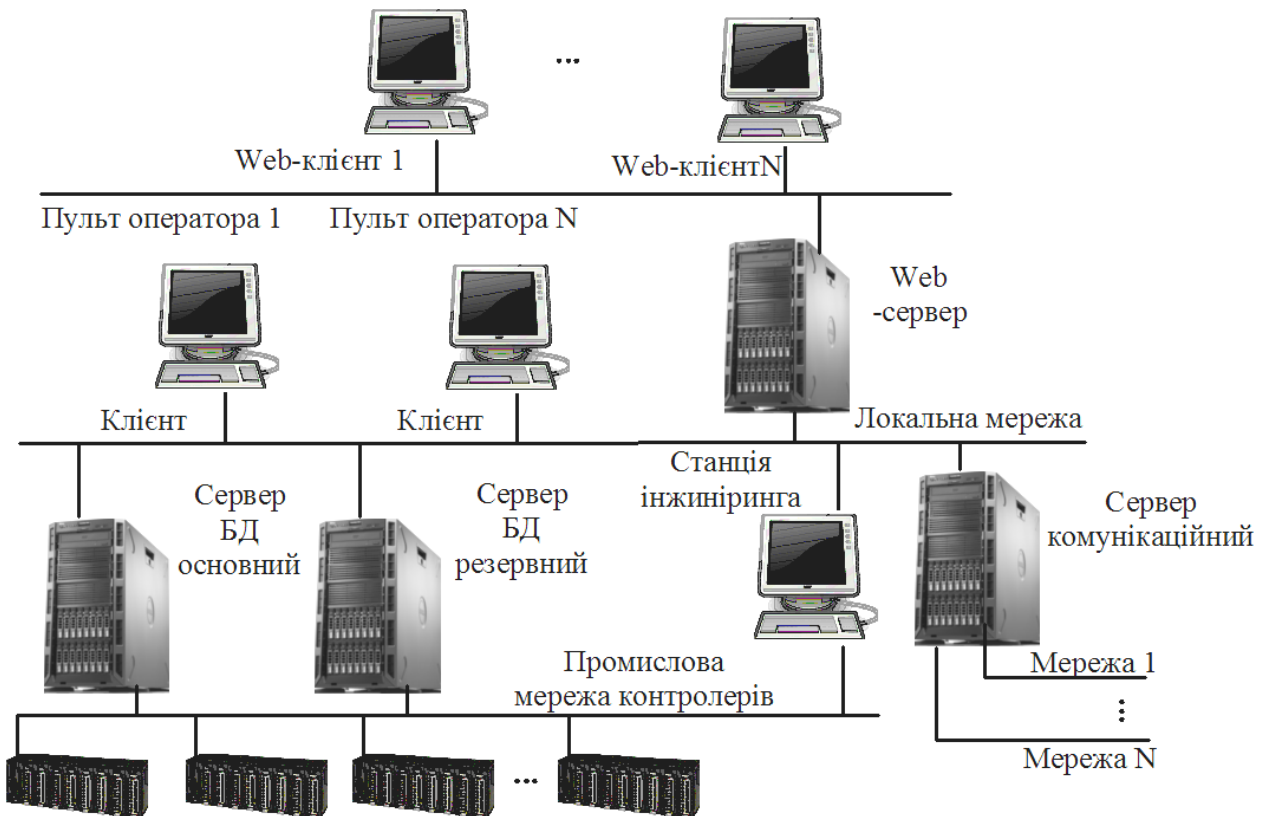 ...
Web-клієнт 1
Web-клієнтN
Пульт оператора 1
Пульт оператора N
Web
-сервер
Клієнт
Клієнт
Локальна мережа
Станція
інжиніринга
Сервер
БД
основний
Сервер
БД
резервний
Сервер
комунікаційний
Промислова
мережа контролерів
Мережа 1
...
Мережа N
...